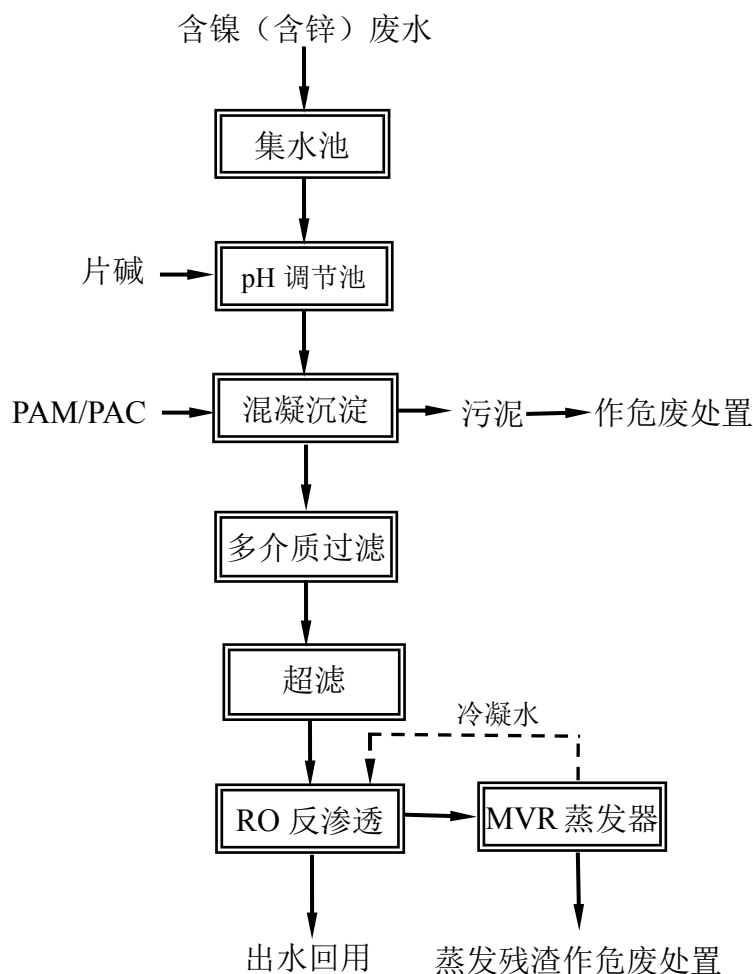 含镍（含锌）废水
集水池
片碱
pH 调节池
PAM/PAC
混凝沉淀
污泥
作危废处置
多介质过滤
超滤
冷凝水
RO 反渗透
MVR 蒸发器
出水回用
蒸发残渣作危废处置